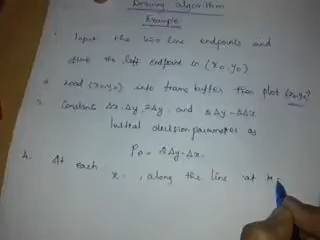 Drawing algorithm
Example
1. Input the two line endpoints and
store the left endpoint in (x0, y0)
2. Load (x0, y0) into frame buffer then plot (x0, y0)
3. Constants Δx, Δy, 2Δy, and 2Δy-2Δx
Initial decision parameter as
P0 = 2Δy-Δx.
4. At each x , along the line at